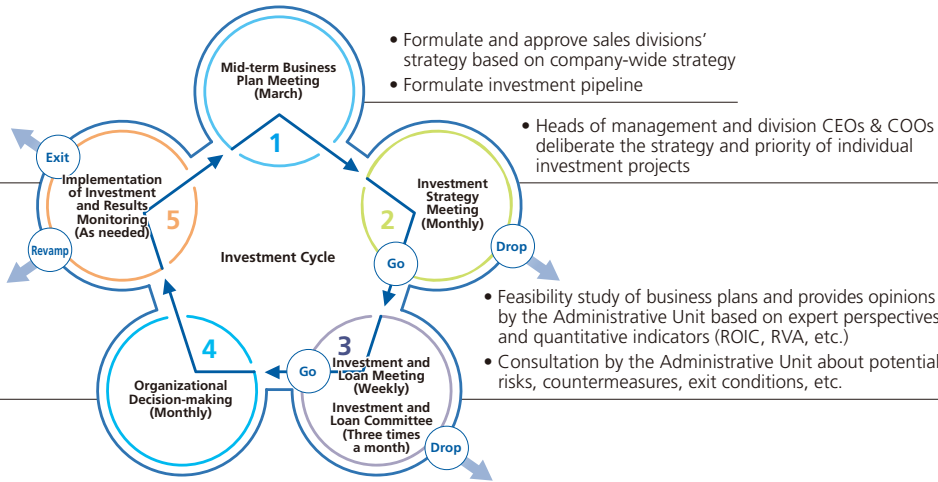 Mid-term Business
Plan Meeting
(March)
1
• Formulate and approve sales divisions'
strategy based on company-wide strategy
• Formulate investment pipeline
• Heads of management and division CEOs & COOs
deliberate the strategy and priority of individual
investment projects
Investment
Strategy
Meeting
(Monthly)
2
Go
Drop
• Feasibility study of business plans and provides opinions
by the Administrative Unit based on expert perspectives
and quantitative indicators (ROIC, RVA, etc.)
• Consultation by the Administrative Unit about potential
risks, countermeasures, exit conditions, etc.
3
Investment and
Loan Meeting
(Weekly)
Investment and
Loan Committee
(Three times
a month)
Go
Drop
4
Organizational
Decision-making
(Monthly)
5
Implementation
of Investment
and Results
Monitoring
(As needed)
Exit
Revamp
Investment Cycle